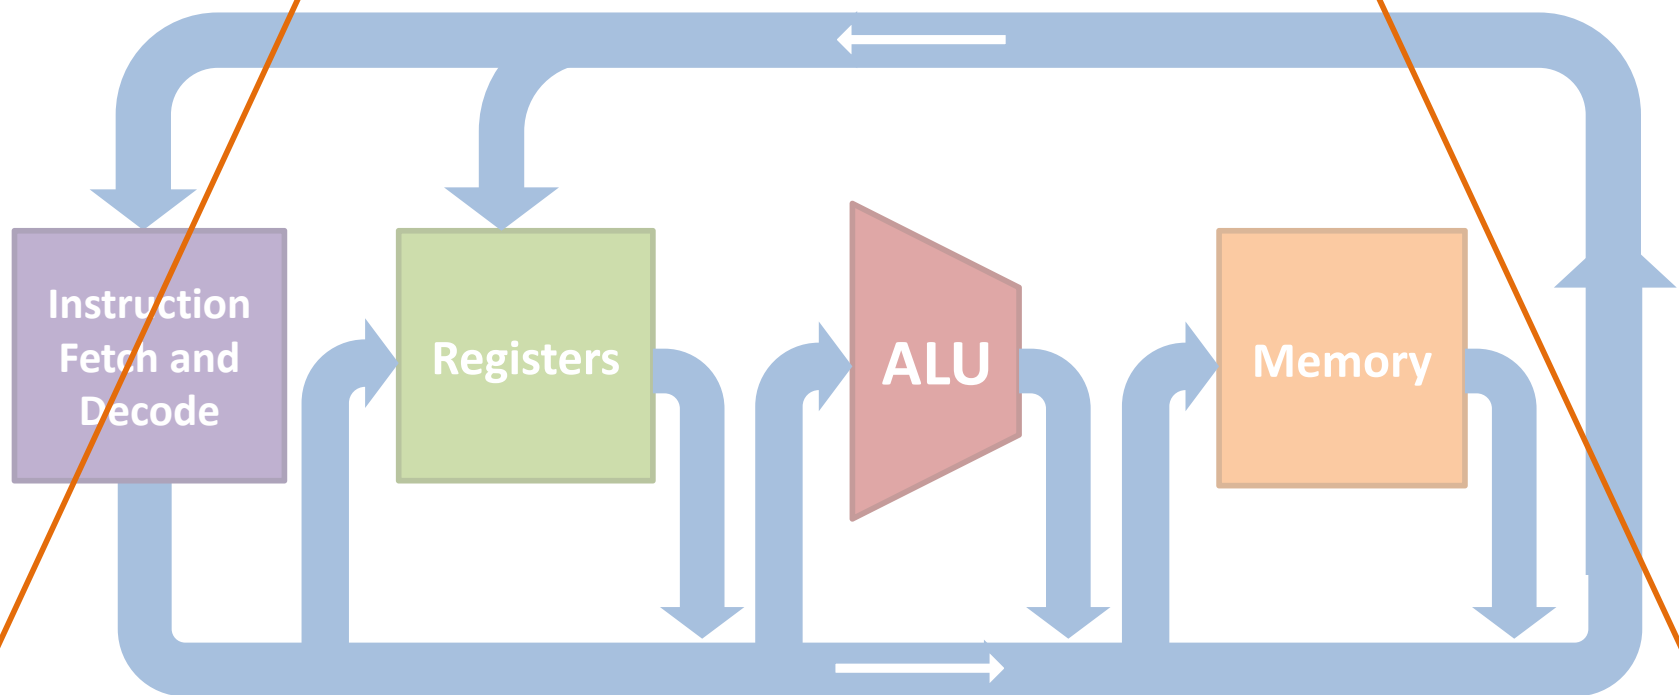 Instruction
Fetch and
Decode
Registers
ALU
Memory